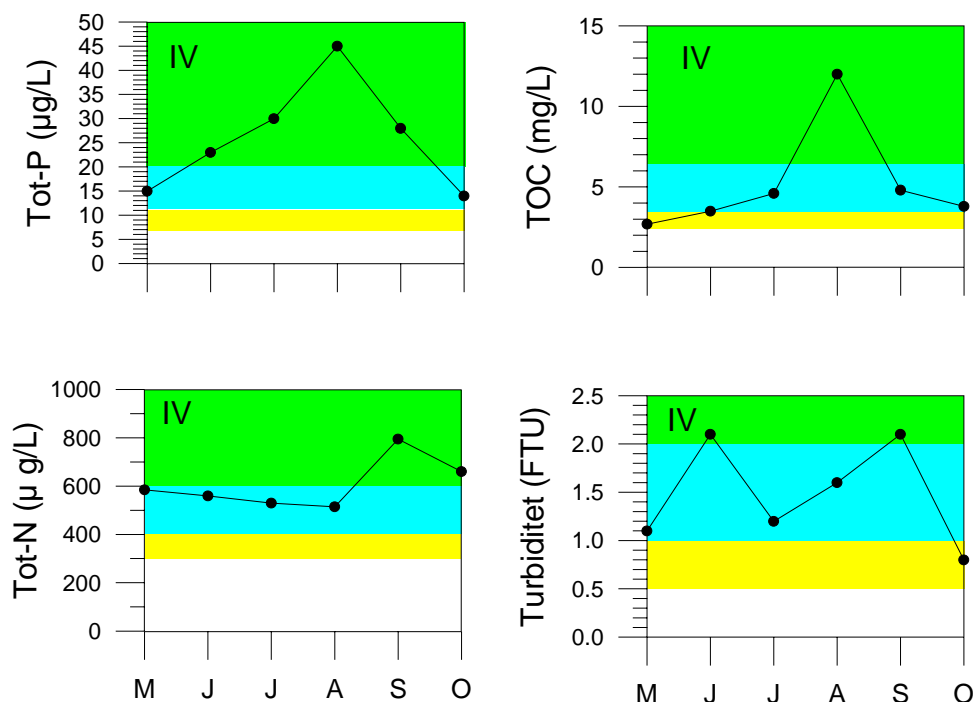 Tot-P (µg/L)
50
45
40
35
30
25
20
15
10
5
0
IV
TOC (mg/L)
15
10
5
0
IV
Tot-N (µ g/L)
1000
800
600
400
200
0
IV
M J J A S O
Turbiditet (FTU)
2.5
2.0
1.5
1.0
0.5
0.0
IV
M J J A S O